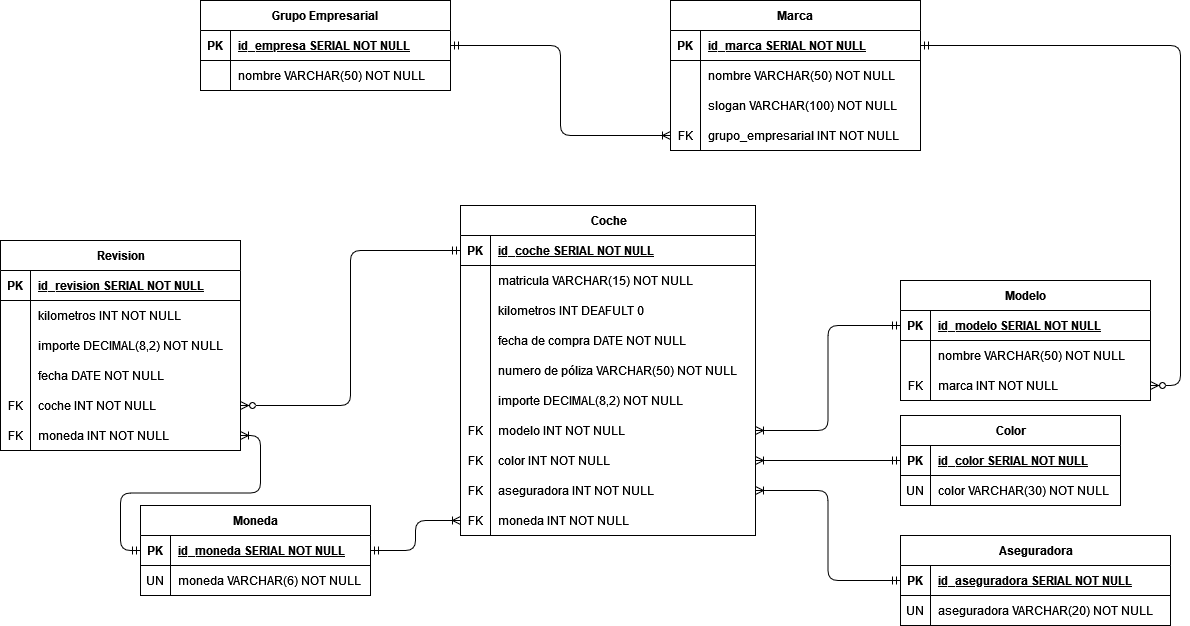 Grupo Empresarial
PK id_empresa SERIAL NOT NULL
nombre VARCHAR(50) NOT NULL
Marca
PK id_marca SERIAL NOT NULL
nombre VARCHAR(50) NOT NULL
slogan VARCHAR(100) NOT NULL
FK grupo_empresarial INT NOT NULL
Revision
PK id_revision SERIAL NOT NULL
kilometros INT NOT NULL
importe DECIMAL(8,2) NOT NULL
fecha DATE NOT NULL
FK coche INT NOT NULL
FK moneda INT NOT NULL
Coche
PK id_coche SERIAL NOT NULL
matricula VARCHAR(15) NOT NULL
kilometros INT DEAFULT 0
fecha de compra DATE NOT NULL
numero de póliza VARCHAR(50) NOT NULL
importe DECIMAL(8,2) NOT NULL
FK modelo INT NOT NULL
FK color INT NOT NULL
FK aseguradora INT NOT NULL
FK moneda INT NOT NULL
Modelo
PK id_modelo SERIAL NOT NULL
nombre VARCHAR(50) NOT NULL
FK marca INT NOT NULL
Color
PK id_color SERIAL NOT NULL
UN color VARCHAR(30) NOT NULL
Moneda
PK id_moneda SERIAL NOT NULL
UN moneda VARCHAR(6) NOT NULL
Aseguradora
PK id_aseguradora SERIAL NOT NULL
UN aseguradora VARCHAR(20) NOT NULL